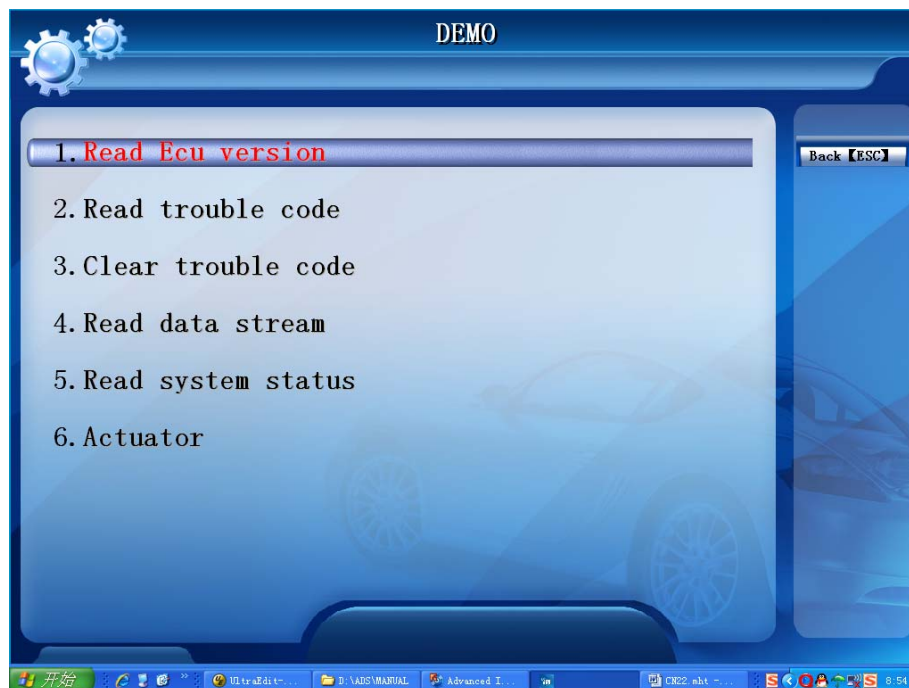 DEMO
1.Read Ecu version
Back【ESC】
2.Read trouble code
3.Clear trouble code
4.Read data stream
5.Read system status
6.Actuator
开始
UltraEdit-...
D:\ADS\MANUAL
Advanced I...
CN22.mht -...
8:54